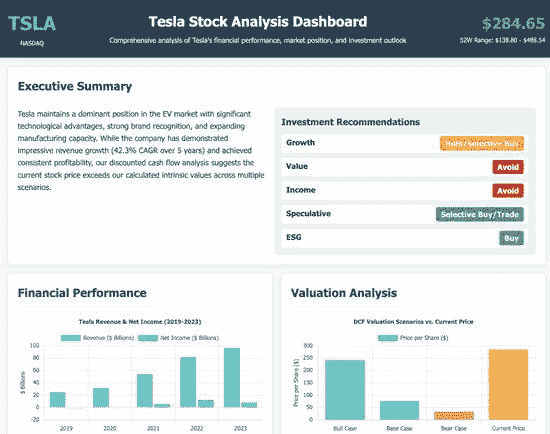 TSLA
NASDAQ
Tesla Stock Analysis Dashboard
Comprehensive analysis of Tesla's financial performance, market position, and investment outlook
$284.65
52W Range: $138.80 - $488.54
Executive Summary
Tesla maintains a dominant position in the EV market with significant
technological advantages, strong brand recognition, and expanding
manufacturing capacity. While the company has demonstrated
impressive revenue growth (42.3% CAGR over 5 years) and achieved
consistent profitability, our discounted cash flow analysis suggests the
current stock price exceeds our calculated intrinsic values across multiple
scenarios.
Investment Recommendations
Growth
Hold/Selective Buy
Value
Avoid
Income
Avoid
Speculative
Selective Buy/Trade
ESG
Buy
Financial Performance
Tesla Revenue & Net Income (2019-2023)
Revenue ($ Billions)
Net Income ($ Billions)
$ Billions
100
80
60
40
20
0
-20
2019
2020
2021
2022
2023
Valuation Analysis
DCF Valuation Scenarios vs. Current Price
Price per Share ($)
Price per Share ($)
300
250
200
150
100
50
0
Bull Case
Base Case
Bear Case
Current Price